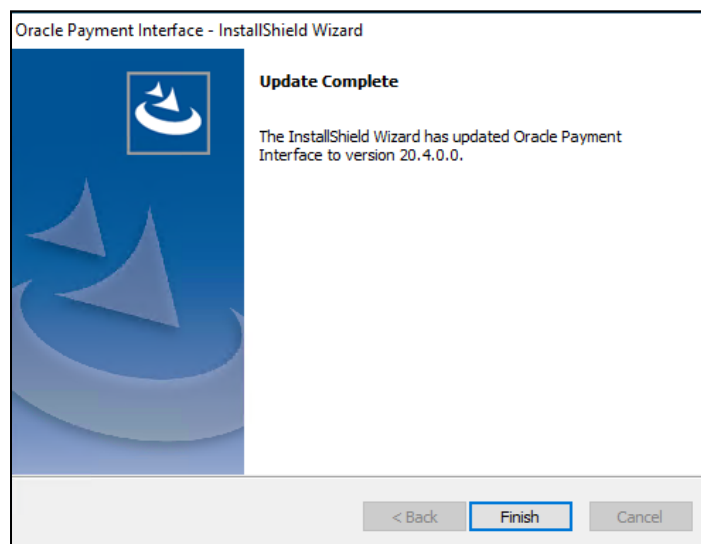 Oracle Payment Interface - InstallShield Wizard
Update Complete
The InstallShield Wizard has updated Oracle Payment
Interface to version 20.4.0.0.
< Back Finish Cancel